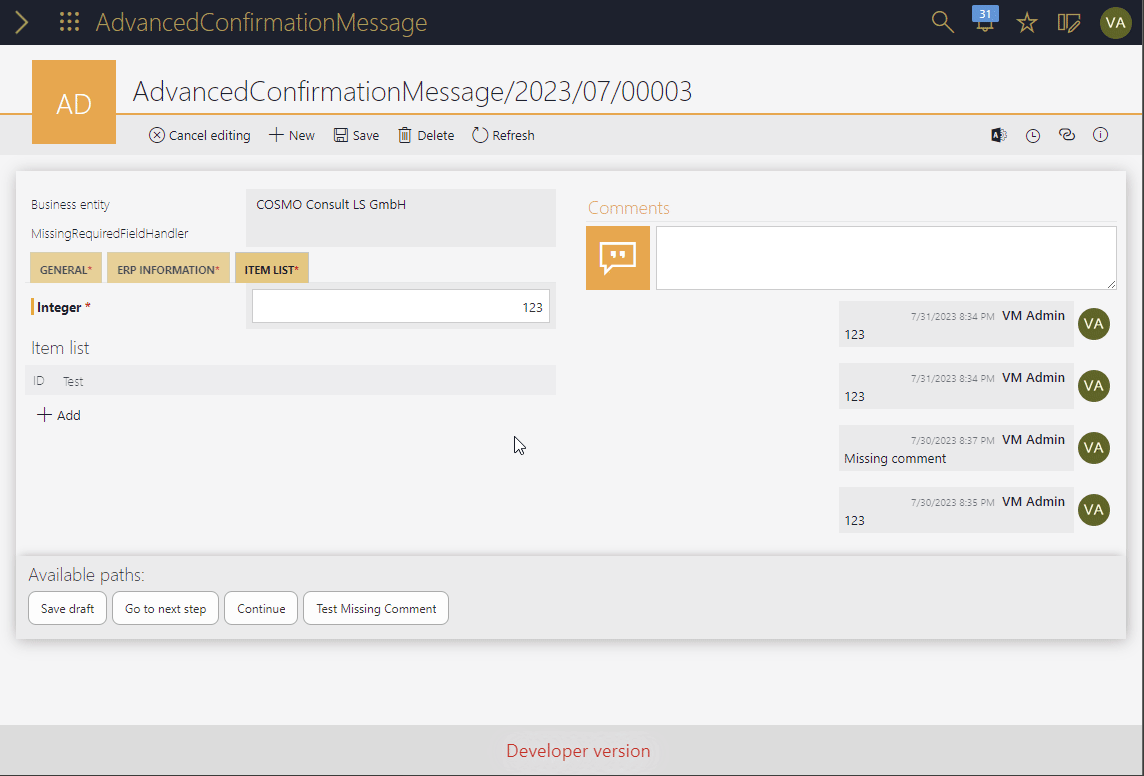 AdvancedConfirmationMessage
31
VA
AD
AdvancedConfirmationMessage/2023/07/00003
Cancel editing New Save Delete Refresh
Business entity COSMO Consult LS GmbH
MissingRequiredFieldHandler
GENERAL* ERP INFORMATION* ITEM LIST*
Integer * 123
Item list
ID Test
Add
Comments
7/31/2023 8:34 PM VM Admin
123
VA
7/31/2023 8:34 PM VM Admin
123
VA
7/30/2023 8:37 PM VM Admin
Missing comment
VA
7/30/2023 8:35 PM VM Admin
123
VA
Available paths:
Save draft Go to next step Continue Test Missing Comment
Developer version